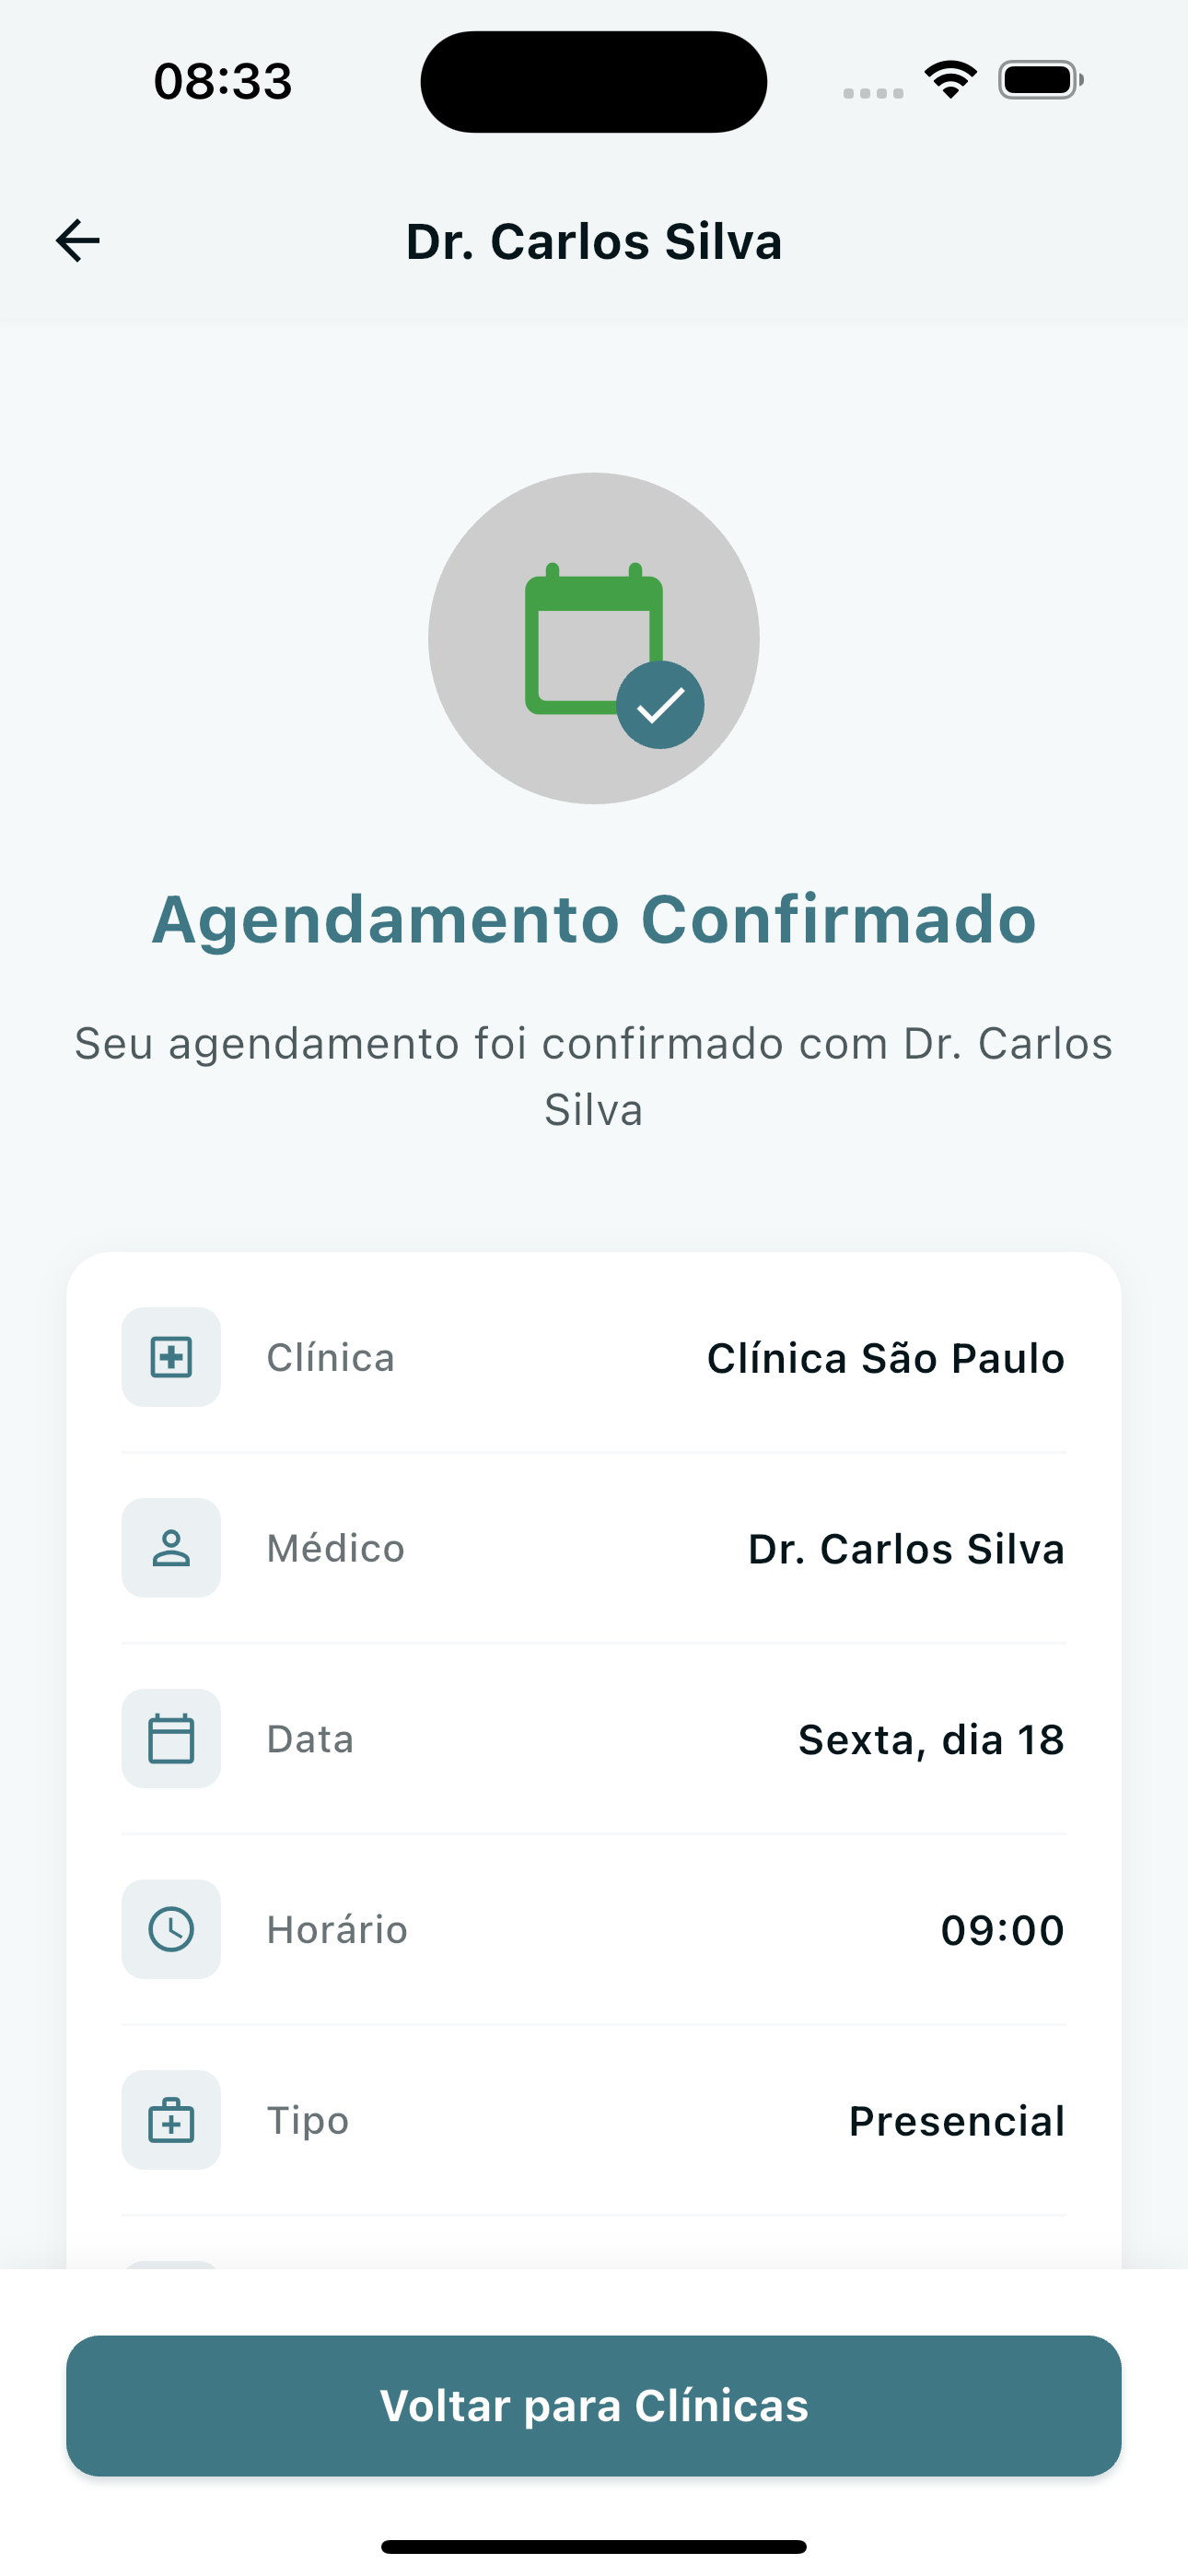 08:33
Dr. Carlos Silva
Agendamento Confirmado
Seu agendamento foi confirmado com Dr. Carlos
Silva
Clínica Clínica São Paulo
Médico Dr. Carlos Silva
Data Sexta, dia 18
Horário 09:00
Tipo Presencial
Voltar para Clínicas